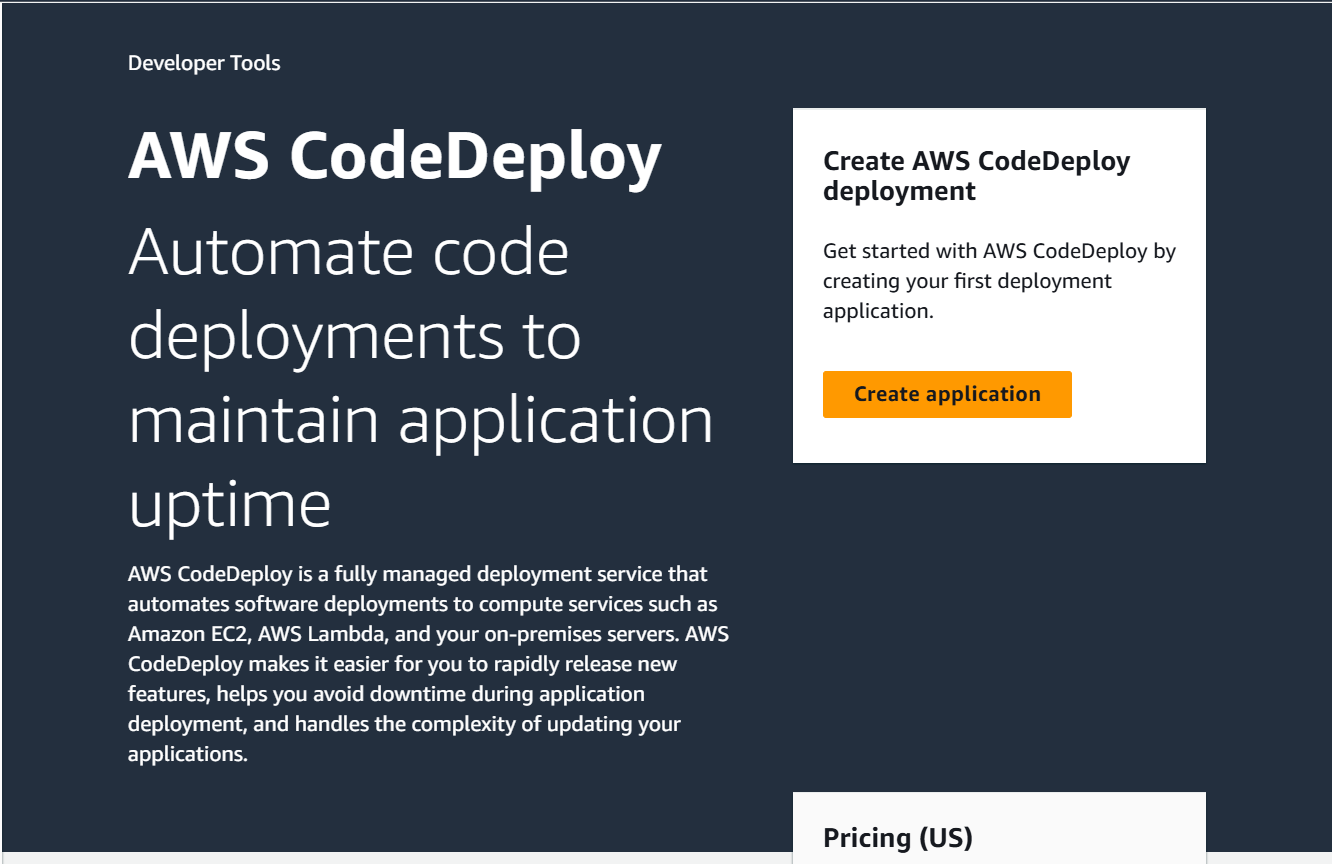 Developer Tools
AWS CodeDeploy
Automate code
deployments to
maintain application
uptime
AWS CodeDeploy is a fully managed deployment service that
automates software deployments to compute services such as
Amazon EC2, AWS Lambda, and your on-premises servers. AWS
CodeDeploy makes it easier for you to rapidly release new
features, helps you avoid downtime during application
deployment, and handles the complexity of updating your
applications.
Create AWS CodeDeploy
deployment
Get started with AWS CodeDeploy by
creating your first deployment
application.
Create application
Pricing (US)